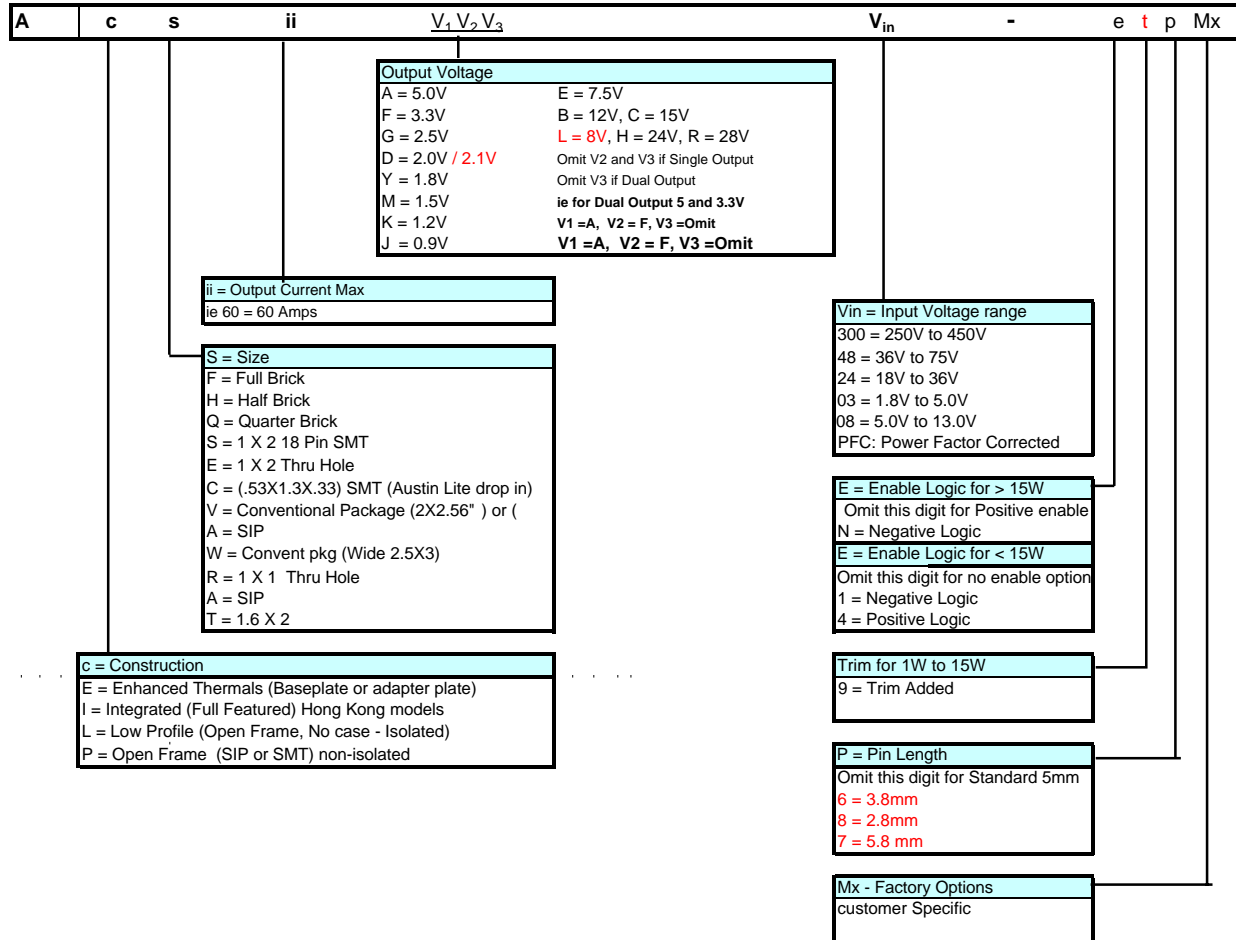 A c s ii V1 V2 V3 Vin - e t p Mx
Output Voltage
A = 5.0V E = 7.5V
F = 3.3V B = 12V, C = 15V
G = 2.5V L = 8V, H = 24V, R = 28V
D = 2.0V / 2.1V Omit V2 and V3 if Single Output
Y = 1.8V Omit V3 if Dual Output
M = 1.5V ie for Dual Output 5 and 3.3V
K = 1.2V V1 =A, V2 = F, V3 =Omit
J = 0.9V V1 =A, V2 = F, V3 =Omit
ii = Output Current Max
ie 60 = 60 Amps
S = Size
F = Full Brick
H = Half Brick
Q = Quarter Brick
S = 1 X 2 18 Pin SMT
E = 1 X 2 Thru Hole
C = (.53X1.3X.33) SMT (Austin Lite drop in)
V = Conventional Package (2X2.56" ) or (
A = SIP
W = Convent pkg (Wide 2.5X3)
R = 1 X 1 Thru Hole
A = SIP
T = 1.6 X 2
c = Construction
E = Enhanced Thermals (Baseplate or adapter plate)
I = Integrated (Full Featured) Hong Kong models
L = Low Profile (Open Frame, No case - Isolated)
P = Open Frame (SIP or SMT) non-isolated
Vin = Input Voltage range
300 = 250V to 450V
48 = 36V to 75V
24 = 18V to 36V
03 = 1.8V to 5.0V
08 = 5.0V to 13.0V
PFC: Power Factor Corrected
E = Enable Logic for > 15W
Omit this digit for Positive enable
N = Negative Logic
E = Enable Logic for < 15W
Omit this digit for no enable option
1 = Negative Logic
4 = Positive Logic
Trim for 1W to 15W
9 = Trim Added
P = Pin Length
Omit this digit for Standard 5mm
6 = 3.8mm
8 = 2.8mm
7 = 5.8 mm
Mx - Factory Options
customer Specific